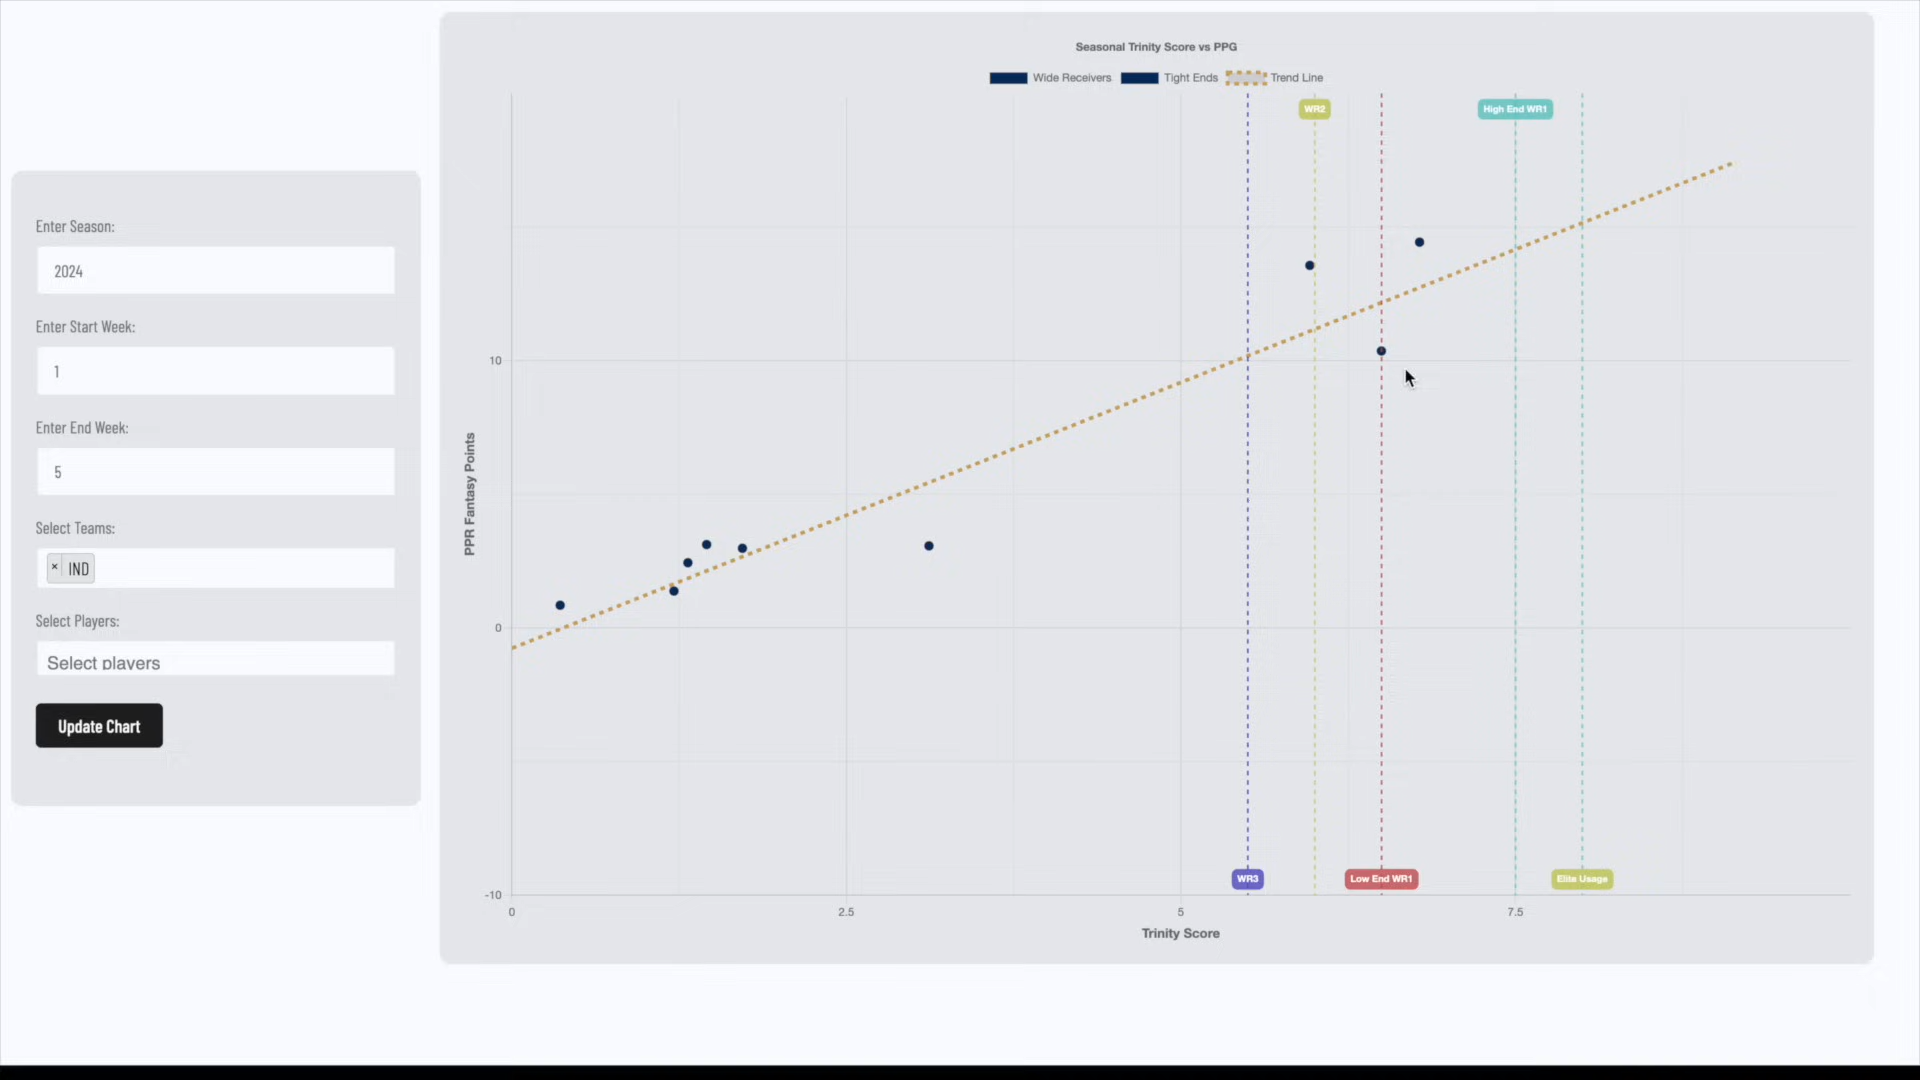 Enter Season:
2024
Enter Start Week:
1
Enter End Week:
5
Select Teams:
× IND
Select Players:
Select players
Update Chart
Seasonal Trinity Score vs PPG
Wide Receivers Tight Ends Trend Line
WR2 High End WR1
10
0
-10
PPR Fantasy Points
WR3 Low End WR1 Elite Usage
0 2.5 5 7.5
Trinity Score